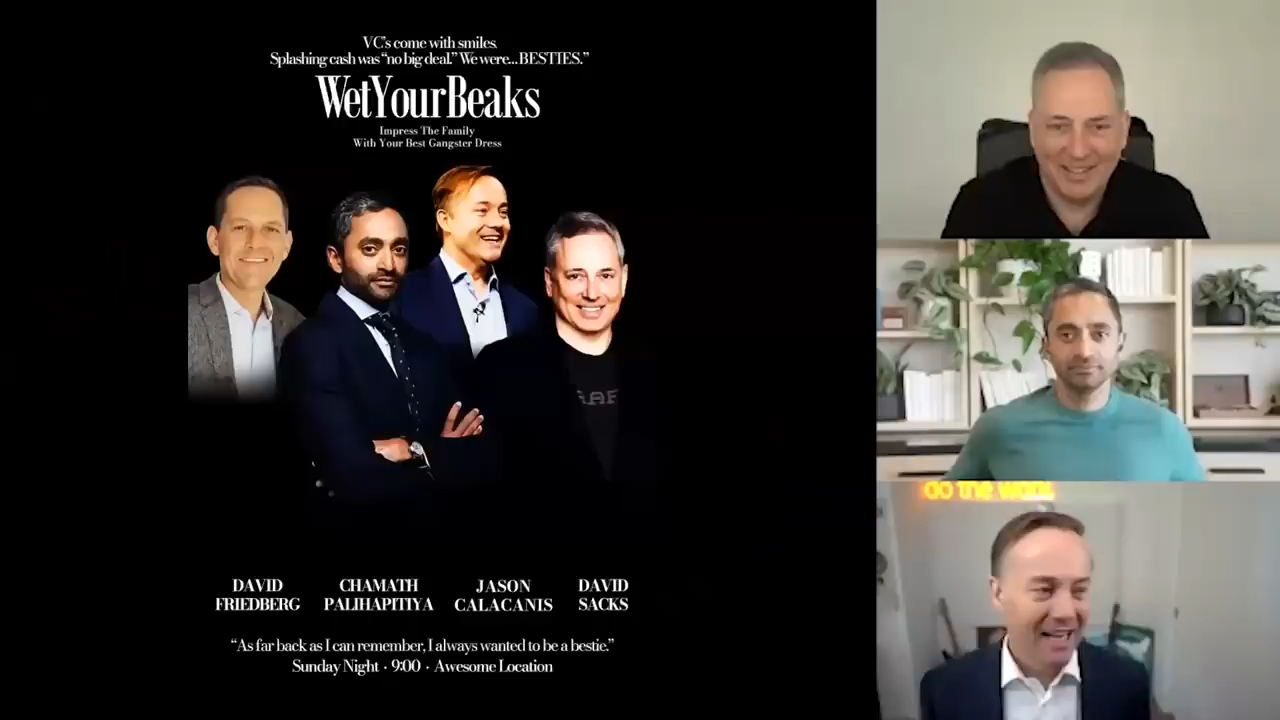 VC's come with smiles.
Splashing cash was “no big deal.” We were...BESTIES.”
WetYourBeaks
Impress The Family
With Your Best Gangster Dress
DAVID FRIEDBERG
CHAMATH PALIHAPITIYA
JASON CALACANIS
DAVID SACKS
“As far back as I can remember, I always wanted to be a bestie.”
Sunday Night · 9:00 · Awesome Location
do the work